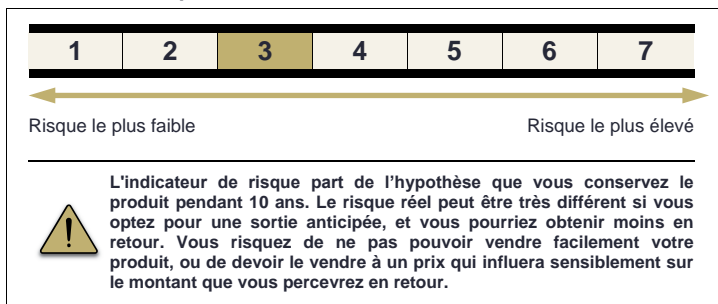 1 2 3 4 5 6 7
Risque le plus faible Risque le plus élevé
L'indicateur de risque part de l’hypothèse que vous conservez le
produit pendant 10 ans. Le risque réel peut être très différent si vous
optez pour une sortie anticipée, et vous pourriez obtenir moins en
retour. Vous risquez de ne pas pouvoir vendre facilement votre
produit, ou de devoir le vendre à un prix qui influera sensiblement sur
le montant que vous percevrez en retour.